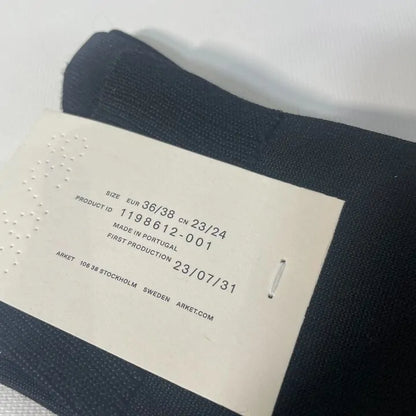 SIZE EUR 36/38 CN 23/24
PRODUCT ID 1198612-001
MADE IN PORTUGAL
FIRST PRODUCTION 23/07/31
ARKET 106 38 STOCKHOLM SWEDEN ARKET.COM